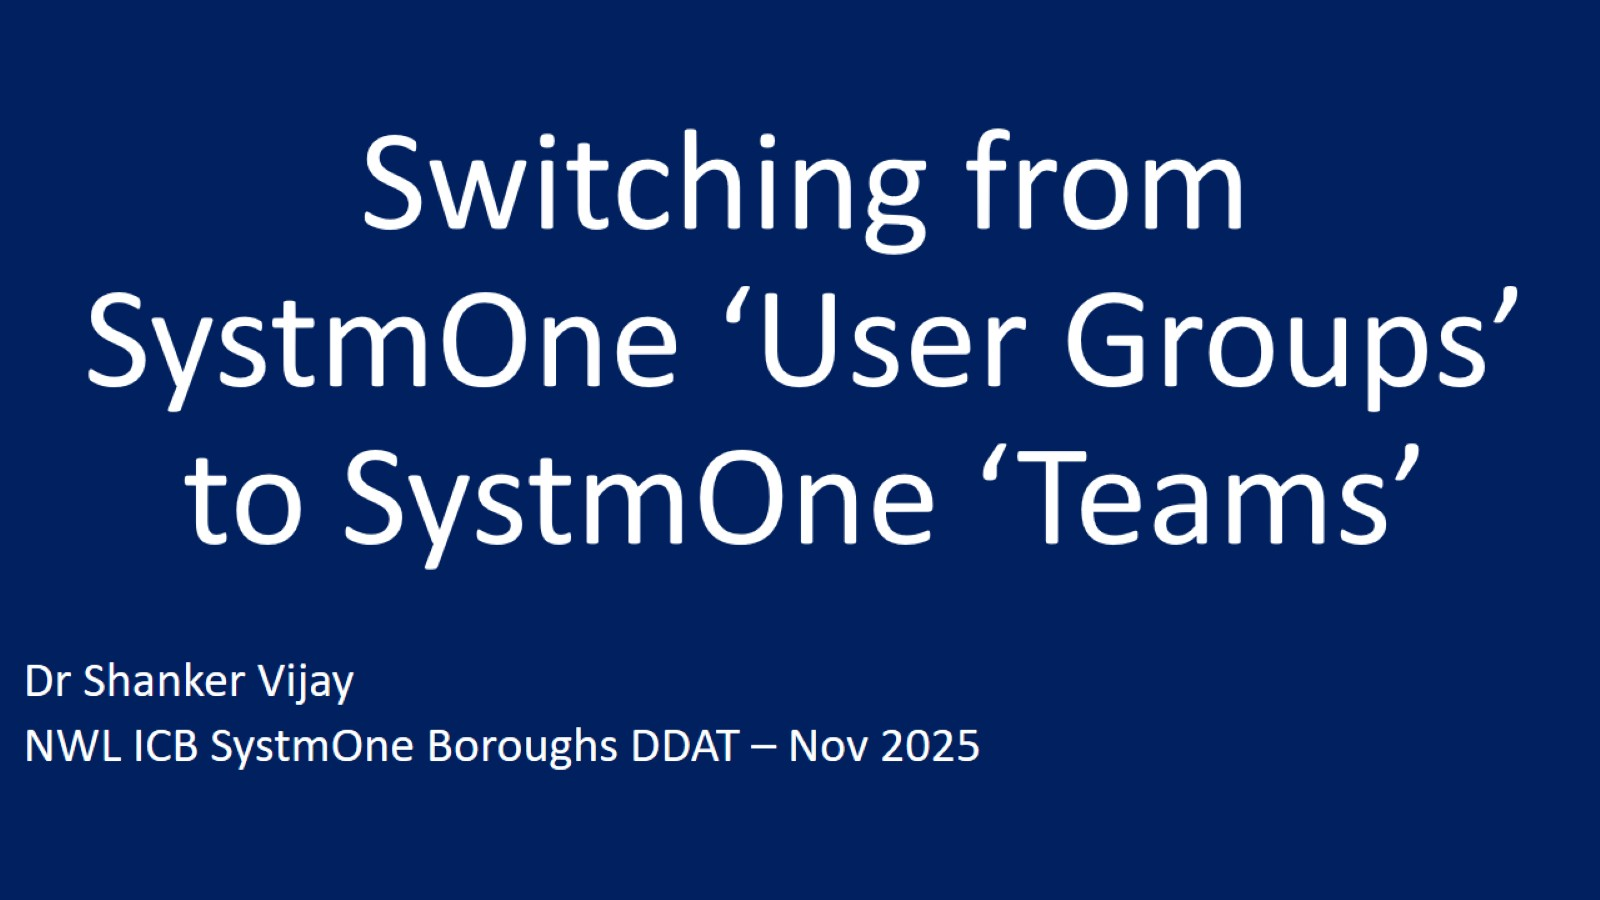 Switching from
SystmOne ‘User Groups’
to SystmOne ‘Teams’
Dr Shanker Vijay
NWL ICB SystmOne Boroughs DDAT – Nov 2025